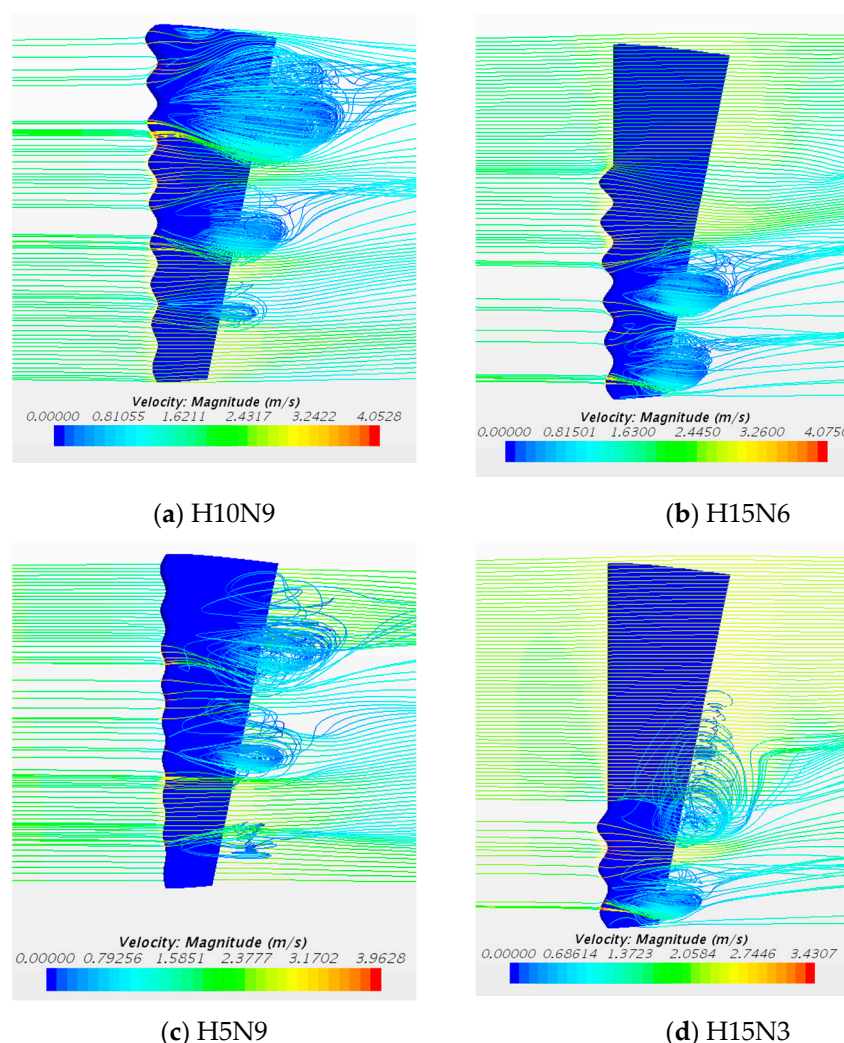 Velocity: Magnitude (m/s)
0.00000 0.81055 1.6211 2.4317 3.2422 4.0528
Velocity: Magnitude (m/s)
0.00000 0.81501 1.6300 2.4450 3.2600 4.0750
(a) H10N9
(b) H15N6
Velocity: Magnitude (m/s)
0.00000 0.79256 1.5851 2.3777 3.1702 3.9628
Velocity: Magnitude (m/s)
0.00000 0.68614 1.3723 2.0584 2.7446 3.4307
(c) H5N9
(d) H15N3